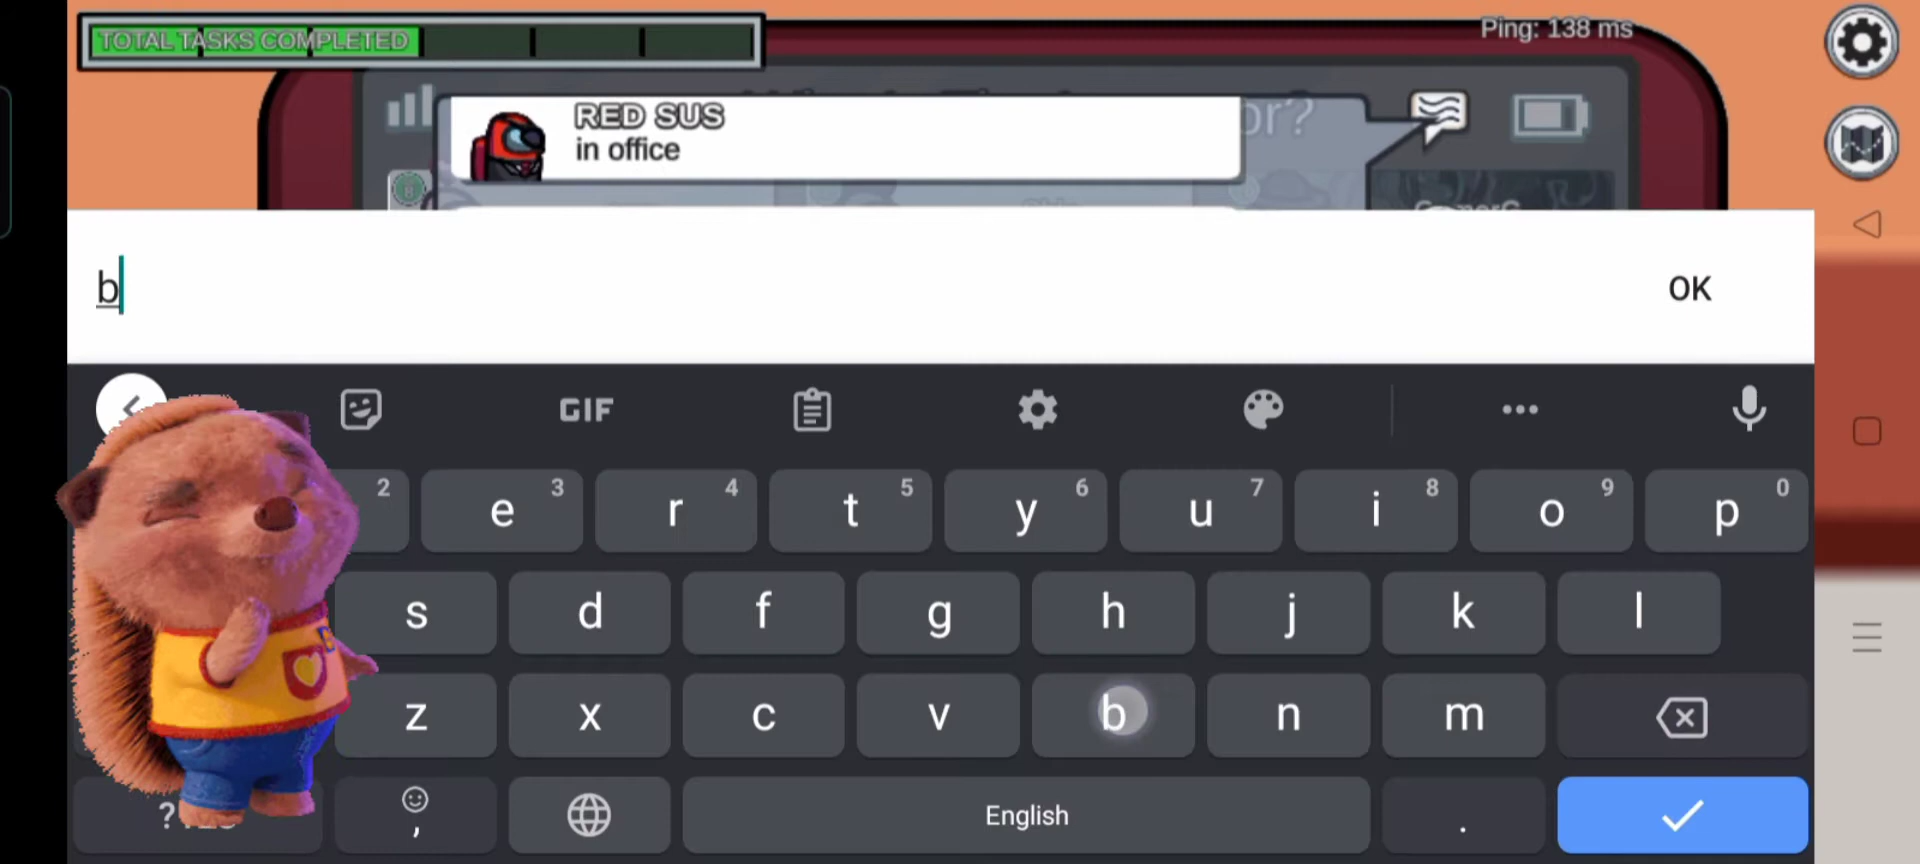 TOTAL TASKS COMPLETED
Ping: 138 ms
RED SUS
in office
or?
b
OK
GIF
2 e 3 r 4 t 5 y 6 u 7 i 8 o 9 p 0
s d f g h j k l
z x c v b n m
, English .